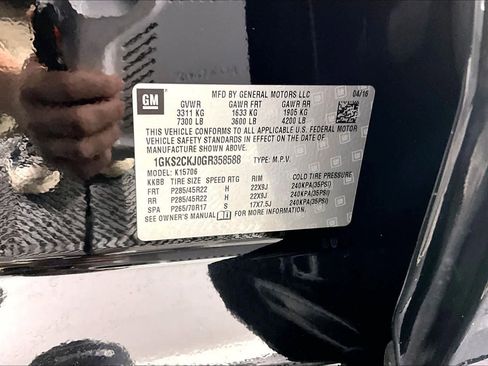 GM
MFD BY GENERAL MOTORS LLC 04/16
GVWR GAWR FRT GAWR RR
3311 KG 1633 KG 1905 KG
7300 LB 3600 LB 4200 LB
THIS VEHICLE CONFORMS TO ALL APPLICABLE U.S. FEDERAL MOTOR
VEHICLE SAFETY AND THEFT PREVENTION
STANDARDS IN EFFECT ON THE DATE OF
MANUFACTURE SHOWN ABOVE.
1GKS2CKJ0GR358588 TYPE: M.P.V.
MODEL: K15706
KKBB TIRE SIZE SPEED RTG RIM COLD TIRE PRESSURE
FRT P285/45R22 H 22X9J 240KPA(35PSI)
RR P285/45R22 H 22X9J 240KPA(35PSI)
SPA P265/70R17 S 17X7.5J 240KPA(35PSI)
SEE OWNER'S MANUAL FOR MORE INFORMATION.